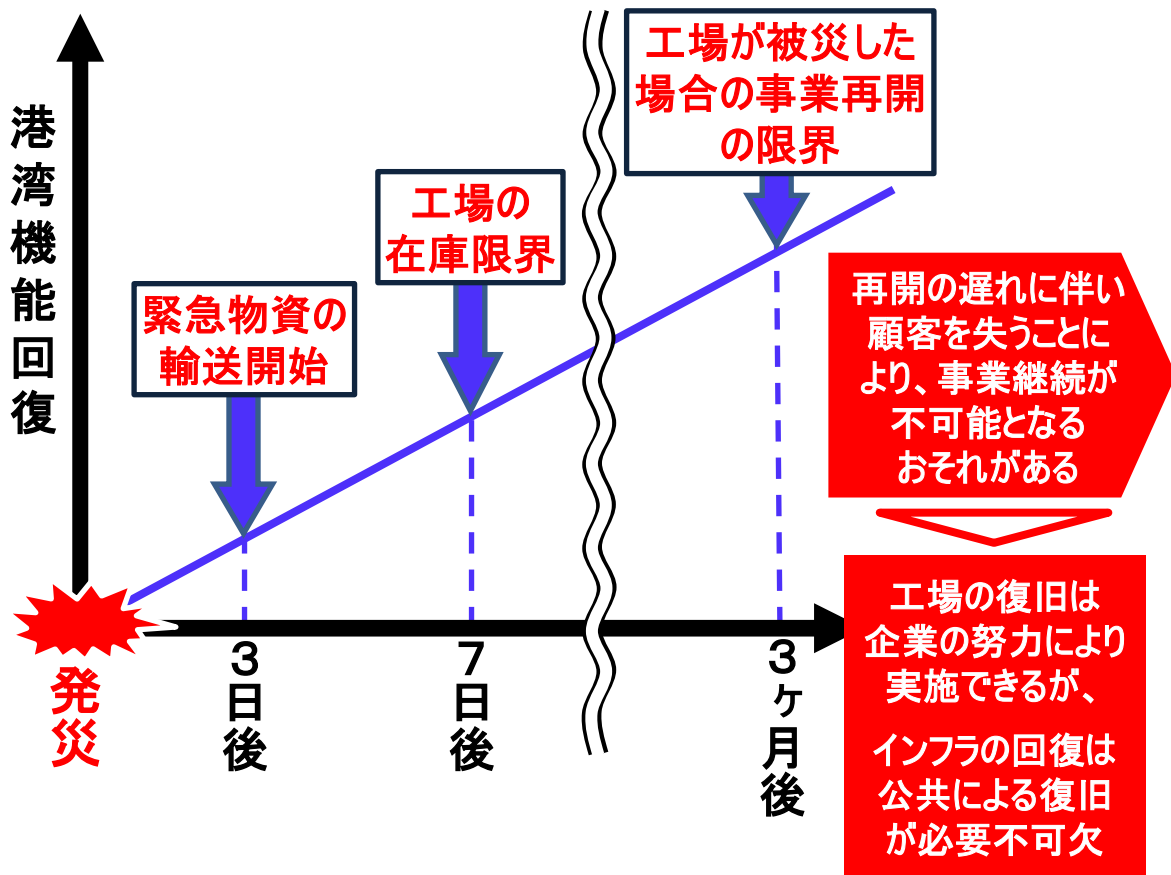 港湾機能回復
工場が被災した
場合の事業再開
の限界
工場の
在庫限界
緊急物資の
輸送開始
再開の遅れに伴い
顧客を失うことに
より、事業継続が
不可能となる
おそれがある
工場の復旧は
企業の努力により
実施できるが、
インフラの回復は
公共による復旧
が必要不可欠
発災
３日後
７日後
３ヶ月後